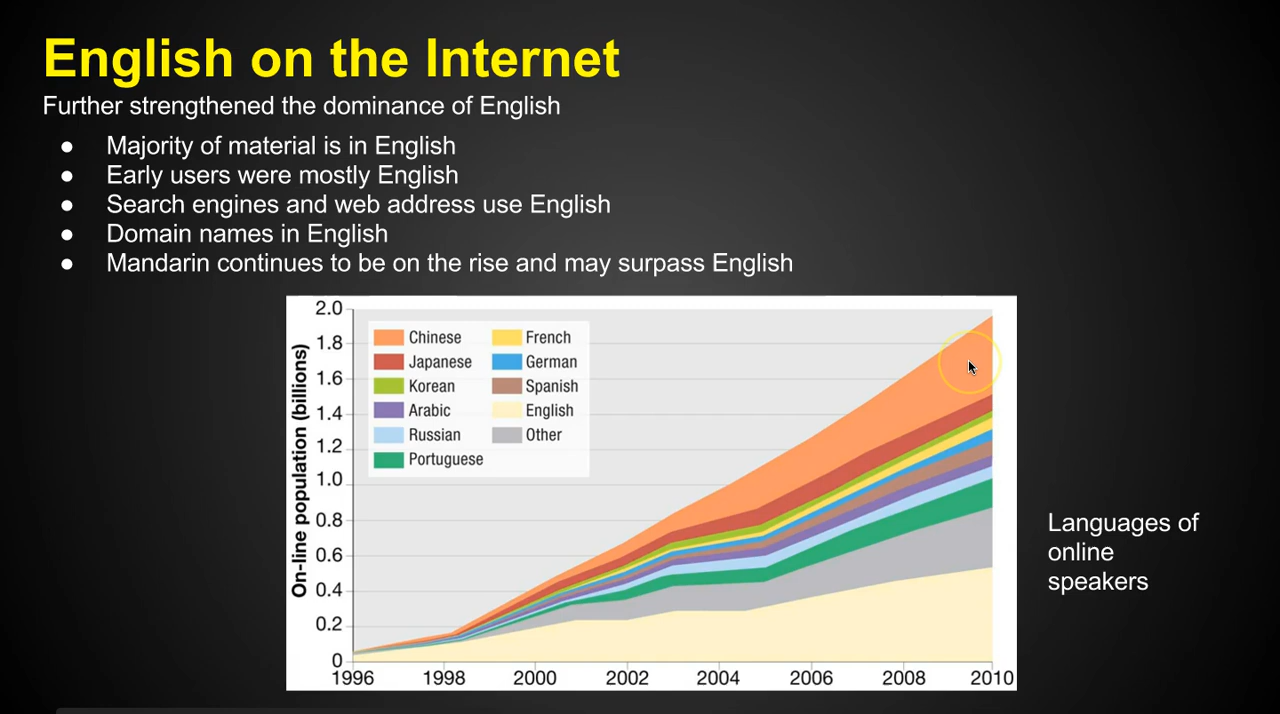 English on the Internet
Further strengthened the dominance of English
● Majority of material is in English
● Early users were mostly English
● Search engines and web address use English
● Domain names in English
● Mandarin continues to be on the rise and may surpass English
On-line population (billions)
2.0
1.8
1.6
1.4
1.2
1.0
0.8
0.6
0.4
0.2
0
Chinese
Japanese
Korean
Arabic
Russian
Portuguese
French
German
Spanish
English
Other
1996 1998 2000 2002 2004 2006 2008 2010
Languages of
online
speakers